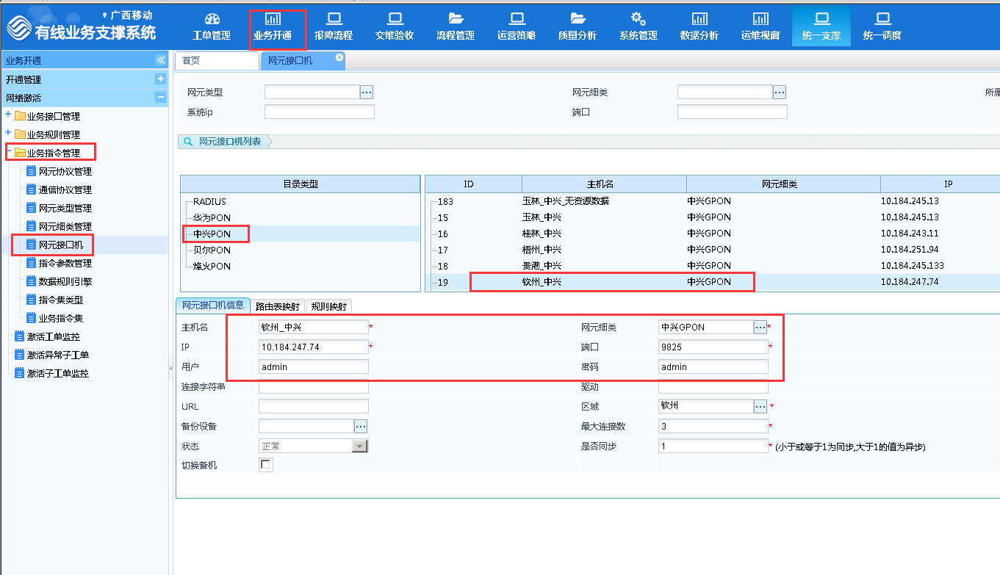 广西移动
有线业务支撑系统
工单管理 业务开通 报障流程 交维验收 流程管理 运营策略 质量分析 系统管理 数据分析 运维视窗 统一支撑 统一调度
业务开通
开通管理
网络激活
业务接口管理
业务规则管理
业务指令管理
网元协议管理
通信协议管理
网元类型管理
网元细类管理
网元接口机
指令参数管理
数据规则引擎
指令集类型
业务指令集
激活工单监控
激活异常子工单
激活子工单监控
首页 网元接口机
网元类型 网元细类
系统ip 端口
网元接口机列表
目录类型
RADIUS
华为PON
中兴PON
贝尔PON
烽火PON
ID 主机名 网元细类 IP
183 玉林_中兴_无资源数据 中兴GPON 10.184.245.13
15 玉林_中兴 中兴GPON 10.184.245.13
16 桂林_中兴 中兴GPON 10.184.243.11
17 梧州_中兴 中兴GPON 10.184.251.94
18 贵港_中兴 中兴GPON 10.184.245.133
19 钦州_中兴 中兴GPON 10.184.247.74
网元接口机信息 路由表映射 规则映射
主机名 钦州_中兴 * 网元细类 中兴GPON *
IP 10.184.247.74 * 端口 9825 *
用户 admin 密码 admin
连接字符串 驱动
URL 区域 钦州 *
备份设备 最大连接数 3 *
状态 正常 是否同步 1 * (小于或等于1为同步,大于1的值为异步)
切换备机